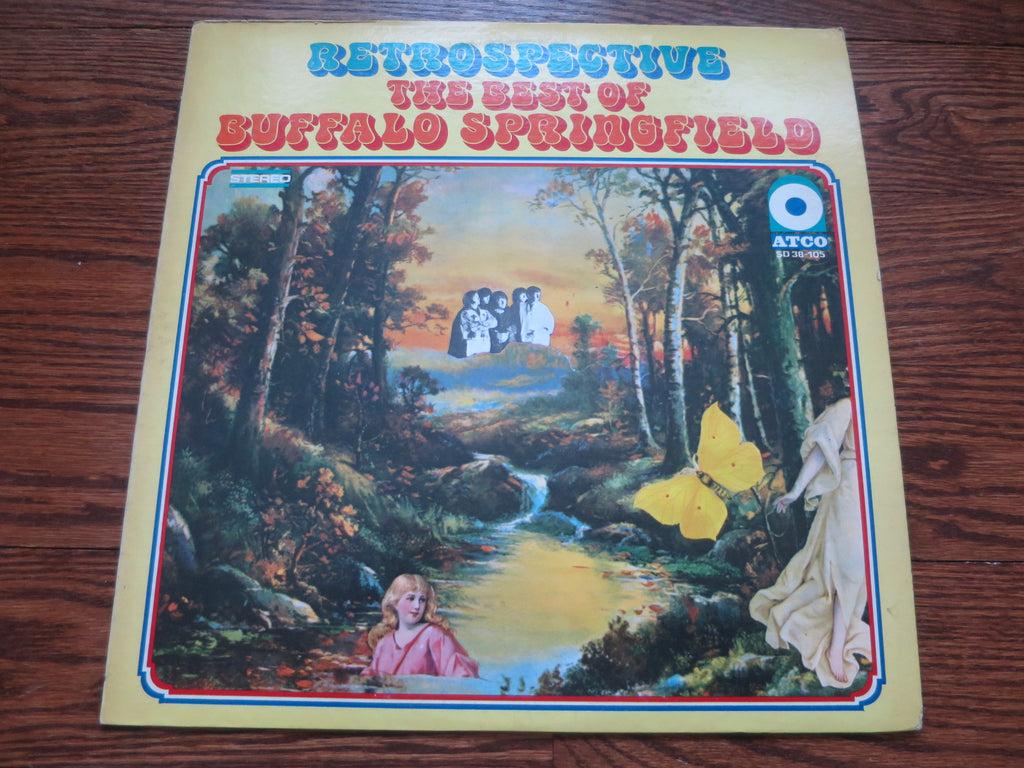 RETROSPECTIVE
THE BEST OF
BUFFALO SPRINGFIELD
STEREO
ATCO
SD 38-105